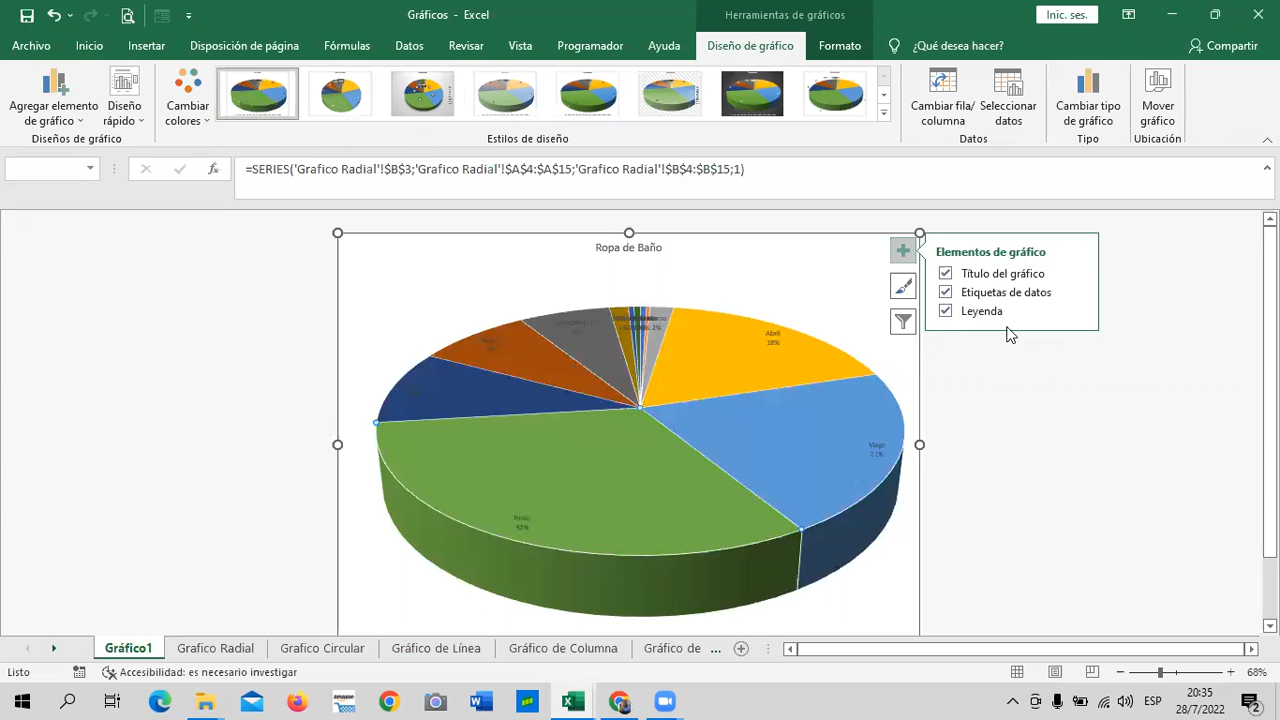 Gráficos - Excel
Herramientas de gráficos
Inic. ses.
Archivo Inicio Insertar Disposición de página Fórmulas Datos Revisar Vista Programador Ayuda Diseño de gráfico Formato ¿Qué desea hacer? Compartir
Agregar elemento de gráfico
Diseño rápido
Cambiar colores
Cambiar fila/columna
Seleccionar datos
Cambiar tipo de gráfico
Mover gráfico
Diseños de gráfico
Estilos de diseño
Datos
Tipo
Ubicación
=SERIES('Grafico Radial'!$B$3;'Grafico Radial'!$A$4:$A$15;'Grafico Radial'!$B$4:$B$15;1)
Ropa de Baño
Elementos de gráfico
Título del gráfico
Etiquetas de datos
Leyenda
2%
Abril
18%
Mayo
21%
Junio
32%
Gráfico1 Grafico Radial Grafico Circular Gráfico de Línea Gráfico de Columna Gráfico de ...
Listo
Accesibilidad: es necesario investigar
68%
ESP
20:35
28/7/2022
2